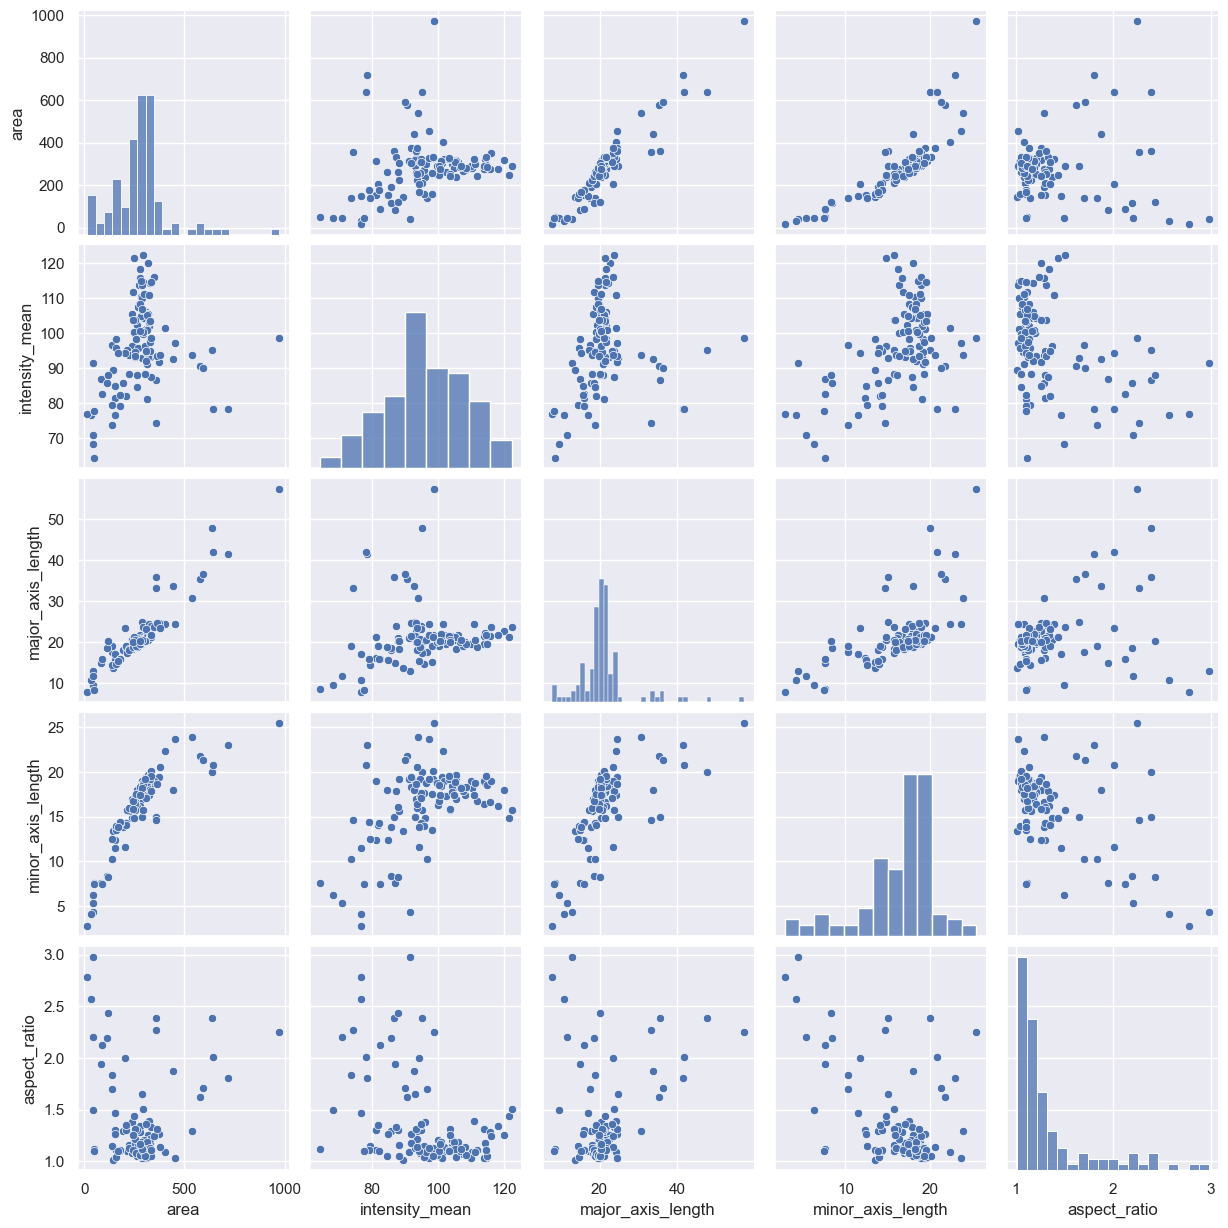 1000
800
600
400
200
0
area
120
110
100
90
80
70
intensity_mean
50
40
30
20
10
major_axis_length
25
20
15
10
5
minor_axis_length
3.0
2.5
2.0
1.5
1.0
aspect_ratio
0 500 1000
80 100 120
20 40
10 20
1 2 3
area
intensity_mean
major_axis_length
minor_axis_length
aspect_ratio